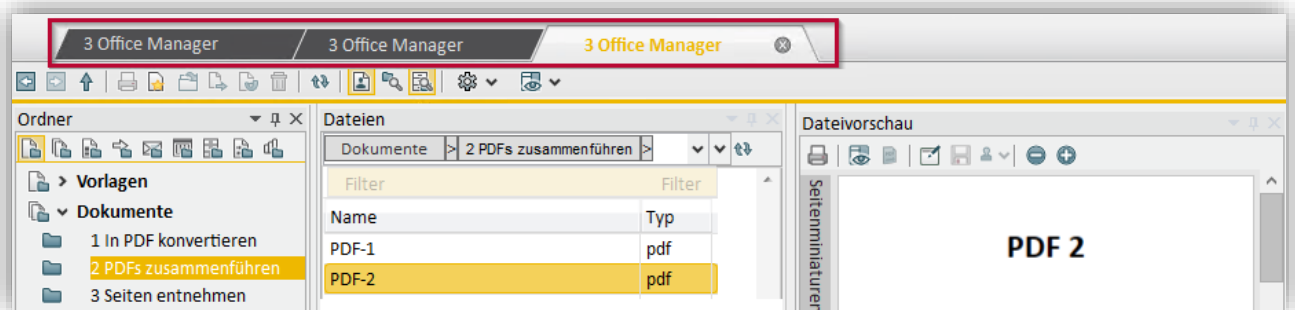 3 Office Manager
3 Office Manager
3 Office Manager
Ordner
Vorlagen
Dokumente
1 In PDF konvertieren
2 PDFs zusammenführen
3 Seiten entnehmen
Dateien
Dokumente > 2 PDFs zusammenführen >
Filter Filter
Name Typ
PDF-1 pdf
PDF-2 pdf
Dateivorschau
Seitenminiaturen
PDF 2